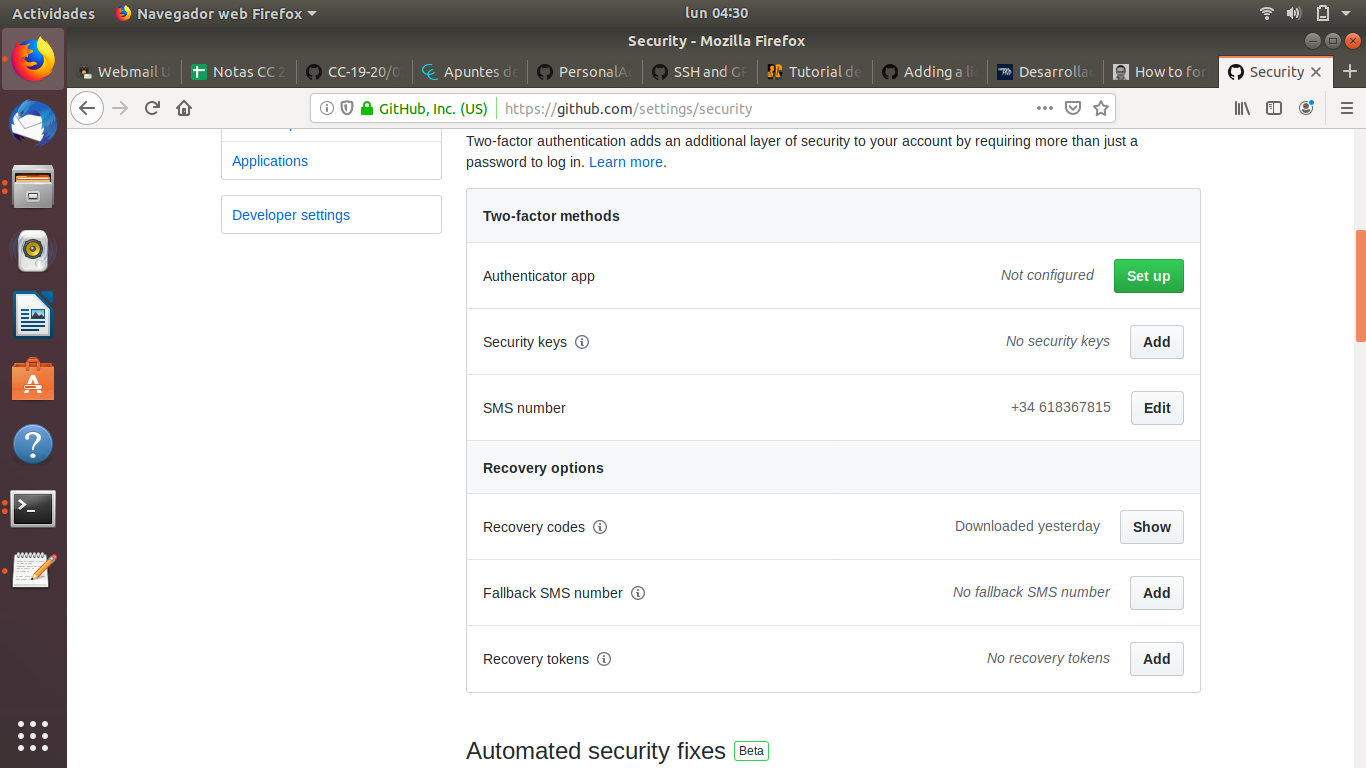 Actividades Navegador web Firefox lun 04:30
Security - Mozilla Firefox
Webmail U Notas CC 2 CC-19-20/0 Apuntes de PersonalAc SSH and GP Tutorial de Adding a li Desarrolla How to for Security
GitHub, Inc. (US) https://github.com/settings/security
Applications
Developer settings
Two-factor authentication adds an additional layer of security to your account by requiring more than just a
password to log in. Learn more.
Two-factor methods
Authenticator app Not configured Set up
Security keys No security keys Add
SMS number +34 618367815 Edit
Recovery options
Recovery codes Downloaded yesterday Show
Fallback SMS number No fallback SMS number Add
Recovery tokens No recovery tokens Add
Automated security fixes Beta